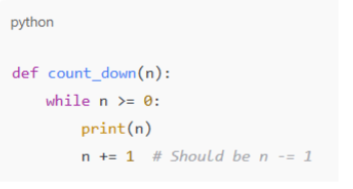 python
def count_down(n):
    while n >= 0:
        print(n)
        n += 1  # Should be n -= 1